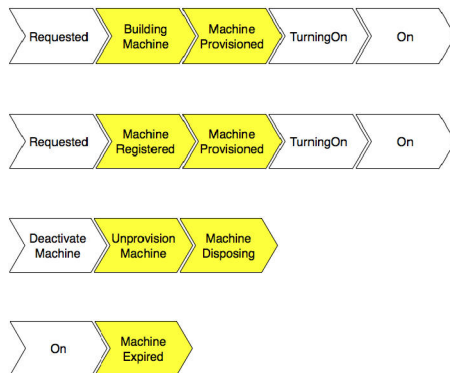 Requested
Building
Machine
Machine
Provisioned
TurningOn
On
Requested
Machine
Registered
Machine
Provisioned
TurningOn
On
Deactivate
Machine
Unprovision
Machine
Machine
Disposing
On
Machine
Expired